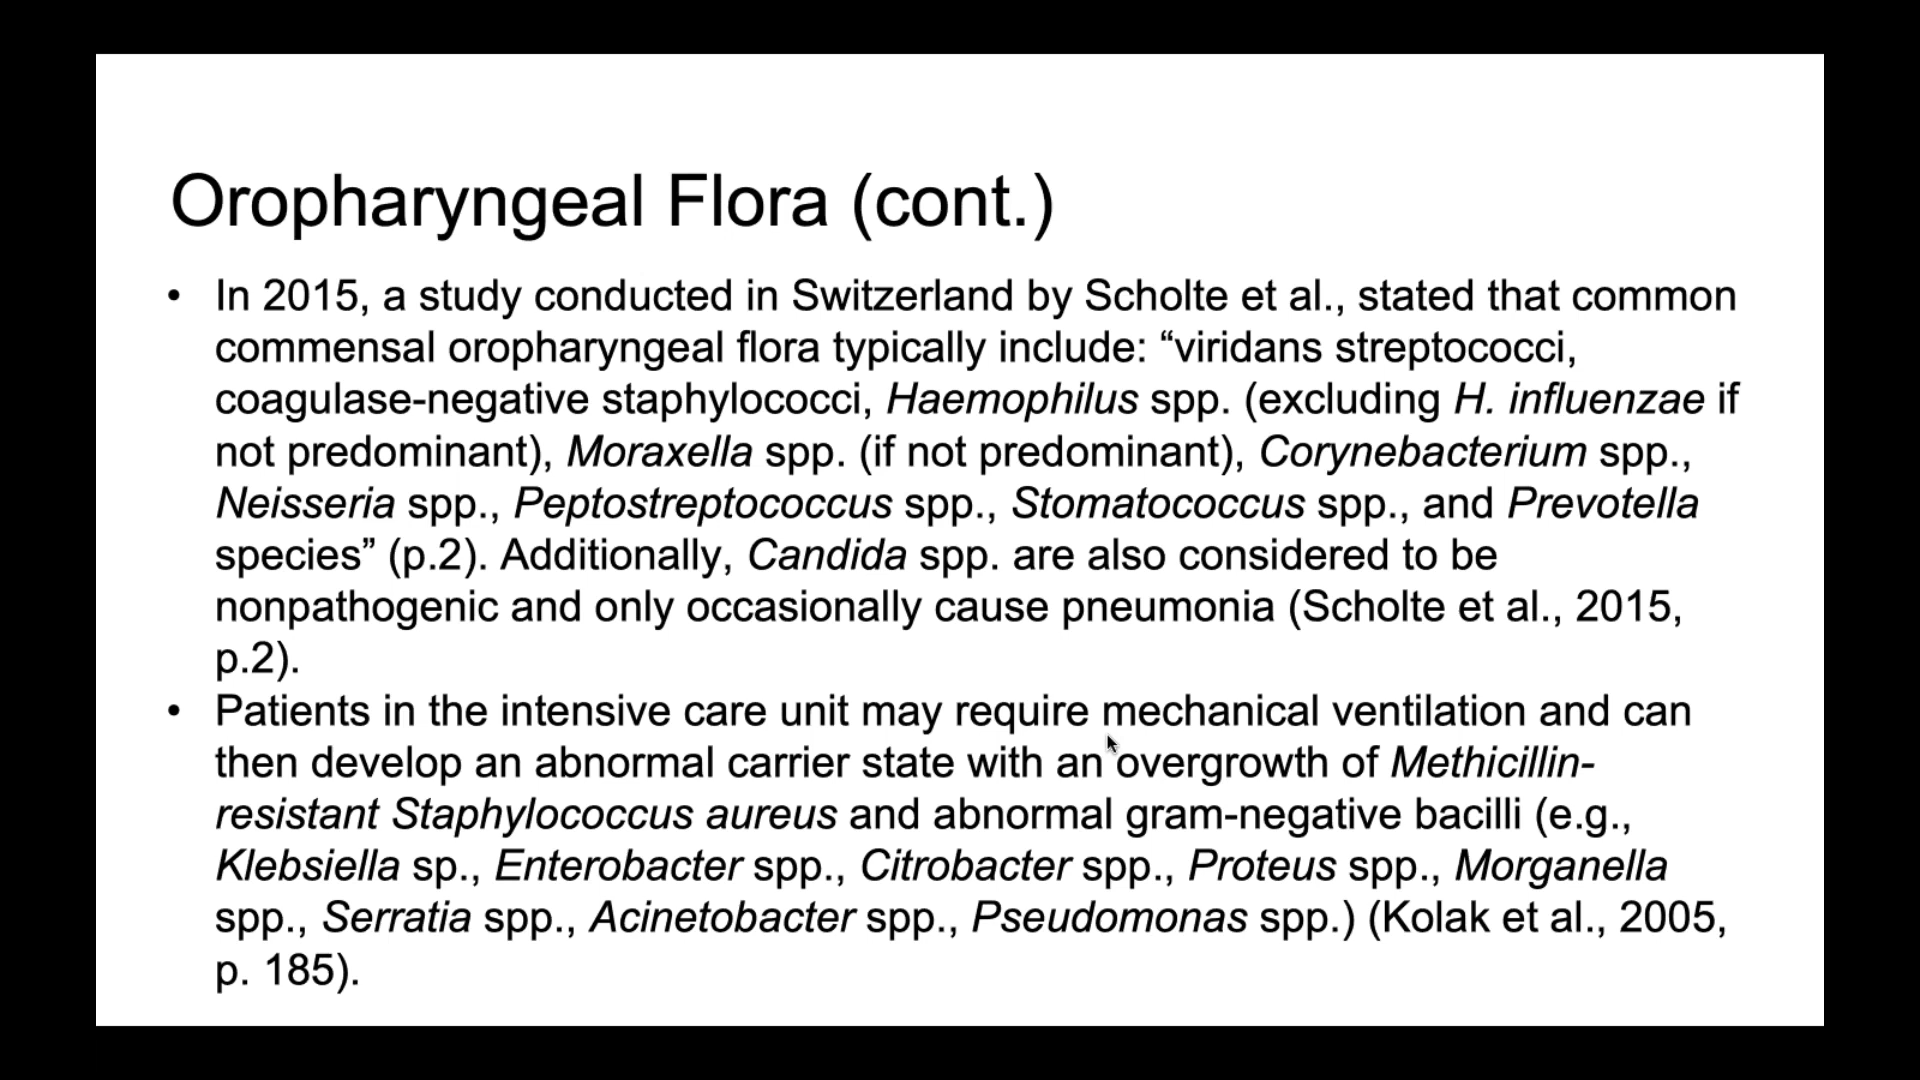 Oropharyngeal Flora (cont.)
• In 2015, a study conducted in Switzerland by Scholte et al., stated that common
commensal oropharyngeal flora typically include: “viridans streptococci,
coagulase-negative staphylococci, Haemophilus spp. (excluding H. influenzae if
not predominant), Moraxella spp. (if not predominant), Corynebacterium spp.,
Neisseria spp., Peptostreptococcus spp., Stomatococcus spp., and Prevotella
species” (p.2). Additionally, Candida spp. are also considered to be
nonpathogenic and only occasionally cause pneumonia (Scholte et al., 2015,
p.2).
• Patients in the intensive care unit may require mechanical ventilation and can
then develop an abnormal carrier state with an overgrowth of Methicillin-
resistant Staphylococcus aureus and abnormal gram-negative bacilli (e.g.,
Klebsiella sp., Enterobacter spp., Citrobacter spp., Proteus spp., Morganella
spp., Serratia spp., Acinetobacter spp., Pseudomonas spp.) (Kolak et al., 2005,
p. 185).